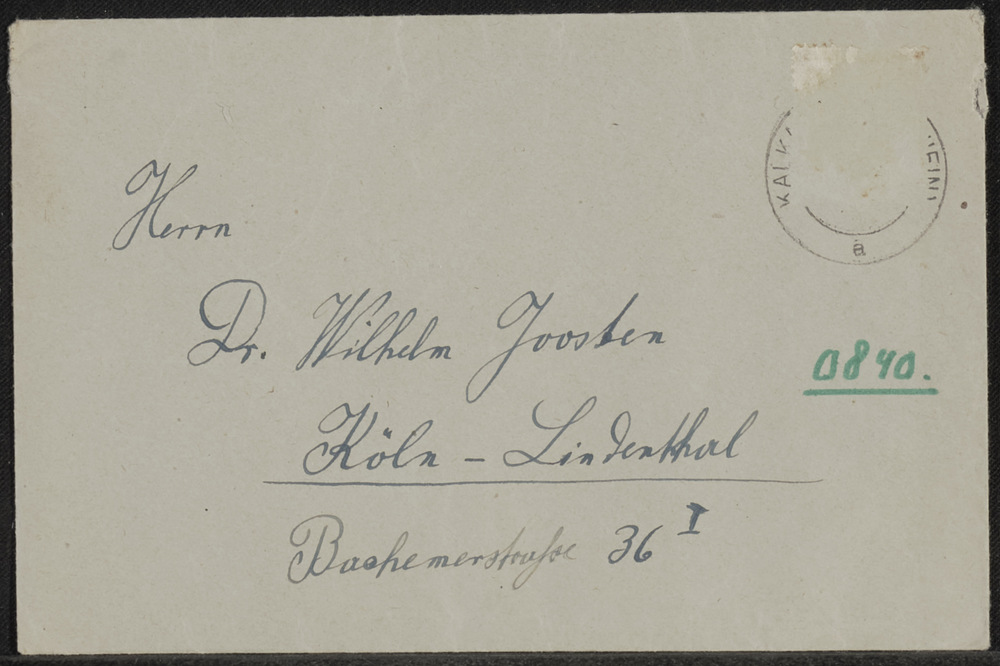 Herrn
Dr. Wilhelm Joosten
Köln - Lindenthal
Bachemerstraße 36 I
0840.
a